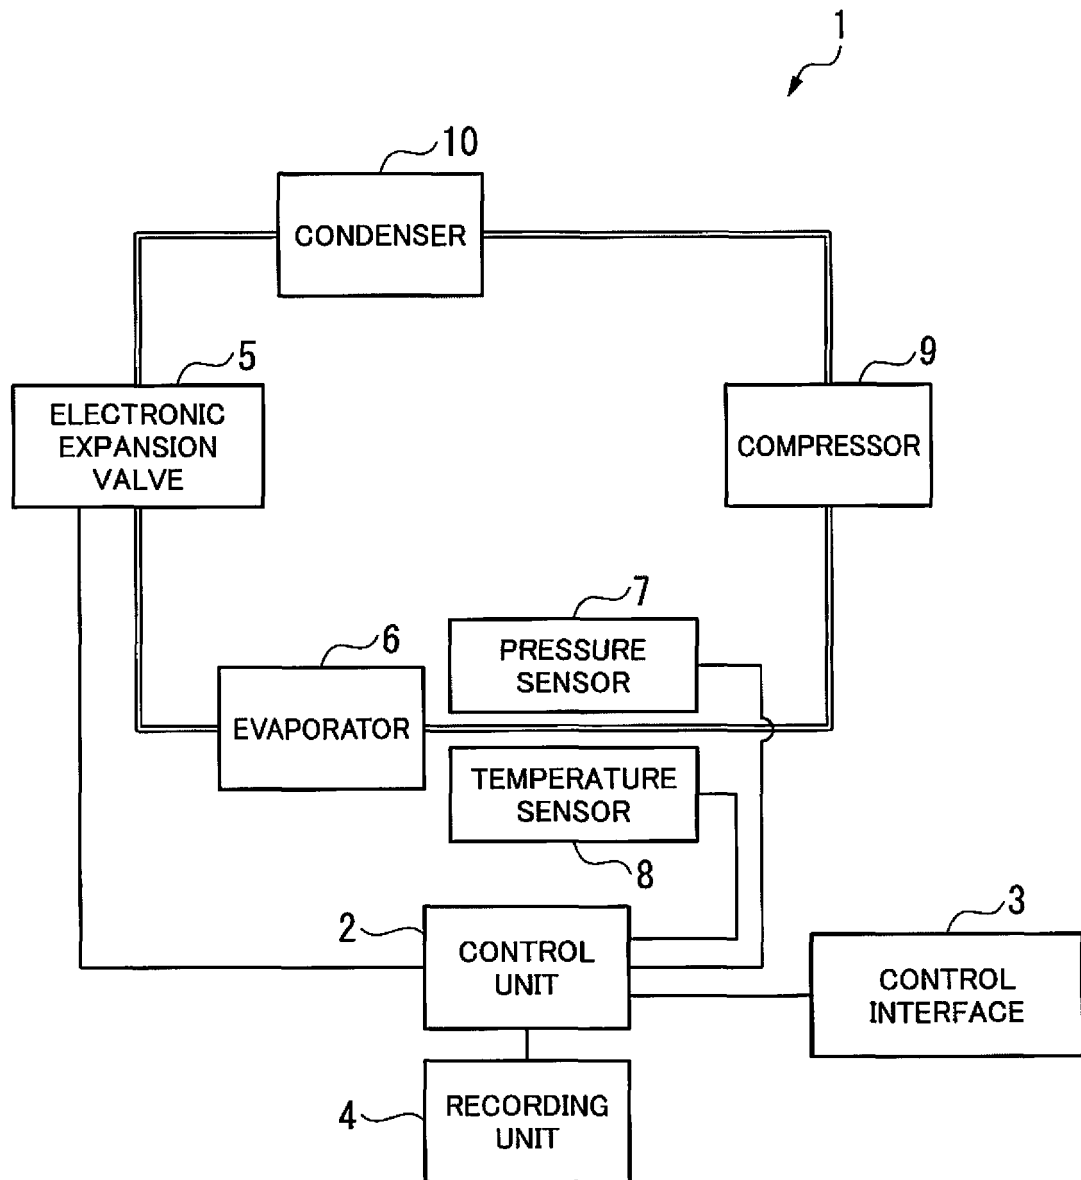 1
10
CONDENSER
5
ELECTRONIC
EXPANSION
VALVE
9
COMPRESSOR
7
PRESSURE
SENSOR
6
EVAPORATOR
TEMPERATURE
SENSOR
8
2
CONTROL
UNIT
3
CONTROL
INTERFACE
4
RECORDING
UNIT